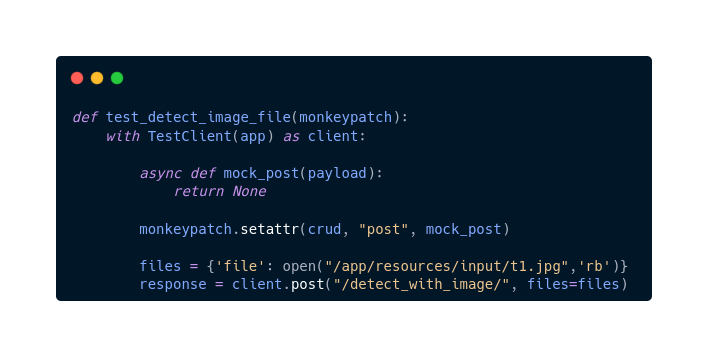 def test_detect_image_file(monkeypatch):
    with TestClient(app) as client:
        async def mock_post(payload):
            return None
        monkeypatch.setattr(crud, "post", mock_post)
        files = {'file': open("/app/resources/input/t1.jpg",'rb')}
        response = client.post("/detect_with_image/", files=files)